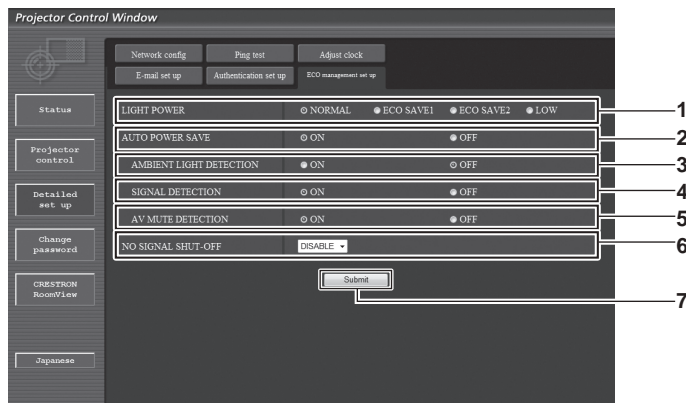 Projector Control Window
Network config
Ping test
Adjust clock
E-mail set up
Authentication set up
ECO management set up
Status
Projector control
Detailed set up
Change password
CRESTRON RoomView
Japanese
LIGHT POWER NORMAL ECO SAVE1 ECO SAVE2 LOW 1
AUTO POWER SAVE ON OFF 2
AMBIENT LIGHT DETECTION ON OFF 3
SIGNAL DETECTION ON OFF 4
AV MUTE DETECTION ON OFF 5
NO SIGNAL SHUT-OFF DISABLE 6
Submit 7